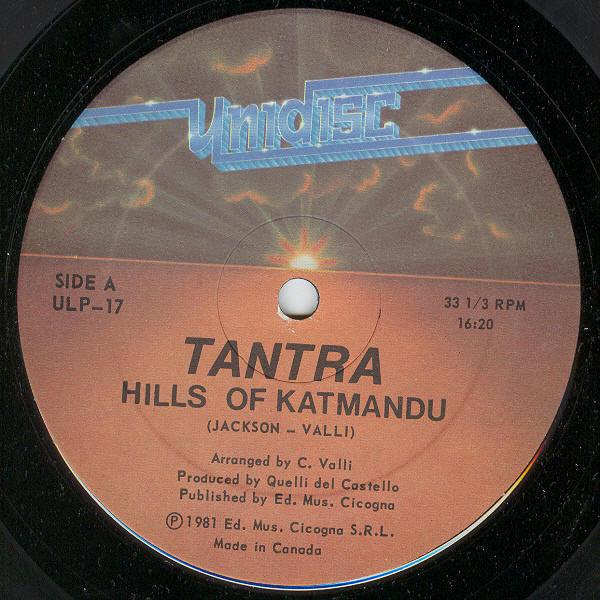 unidisc
SIDE A
ULP-17
33 1/3 RPM
16:20
TANTRA
HILLS OF KATMANDU
(JACKSON - VALLI)
Arranged by C. Valli
Produced by Quelli del Castello
Published by Ed. Mus. Cicogna
Ⓟ 1981 Ed. Mus. Cicogna S.R.L.
Made in Canada